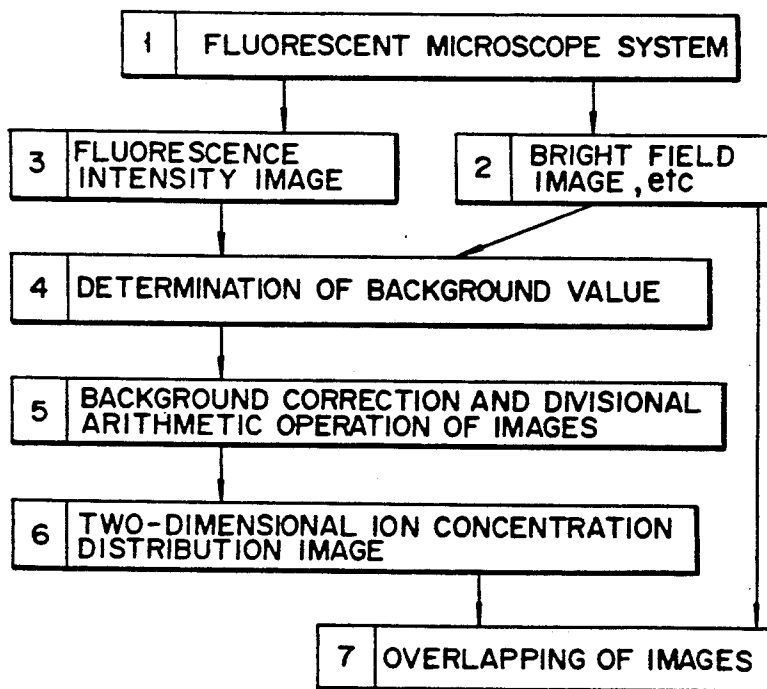 1 FLUORESCENT MICROSCOPE SYSTEM
3 FLUORESCENCE
INTENSITY IMAGE
2 BRIGHT FIELD
IMAGE, etc
4 DETERMINATION OF BACKGROUND VALUE
5 BACKGROUND CORRECTION AND DIVISIONAL
ARITHMETIC OPERATION OF IMAGES
6 TWO-DIMENSIONAL ION CONCENTRATION
DISTRIBUTION IMAGE
7 OVERLAPPING OF IMAGES